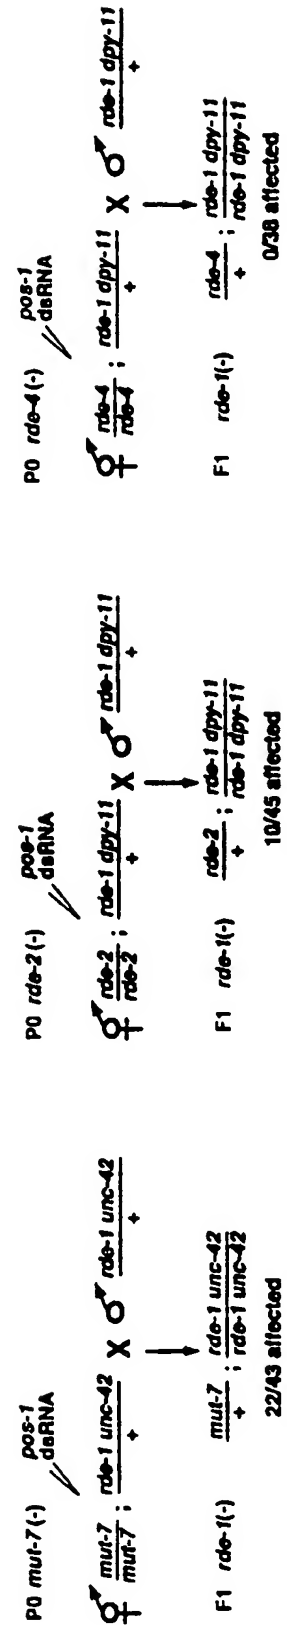 P0 mut-7(-)
pos-1
dsRNA
mut-7
mut-7
;
rde-1 unc-42
+
X
rde-1 unc-42
+
F1 rde-1(-)
mut-7
+
;
rde-1 unc-42
rde-1 unc-42
22/43 affected
P0 rde-2(-)
pos-1
dsRNA
rde-2
rde-2
;
rde-1 dpy-11
+
X
rde-1 dpy-11
+
F1 rde-1(-)
rde-2
+
;
rde-1 dpy-11
rde-1 dpy-11
10/45 affected
P0 rde-4(-)
pos-1
dsRNA
rde-4
rde-4
;
rde-1 dpy-11
+
X
rde-1 dpy-11
+
F1 rde-1(-)
rde-4
+
;
rde-1 dpy-11
rde-1 dpy-11
0/38 affected